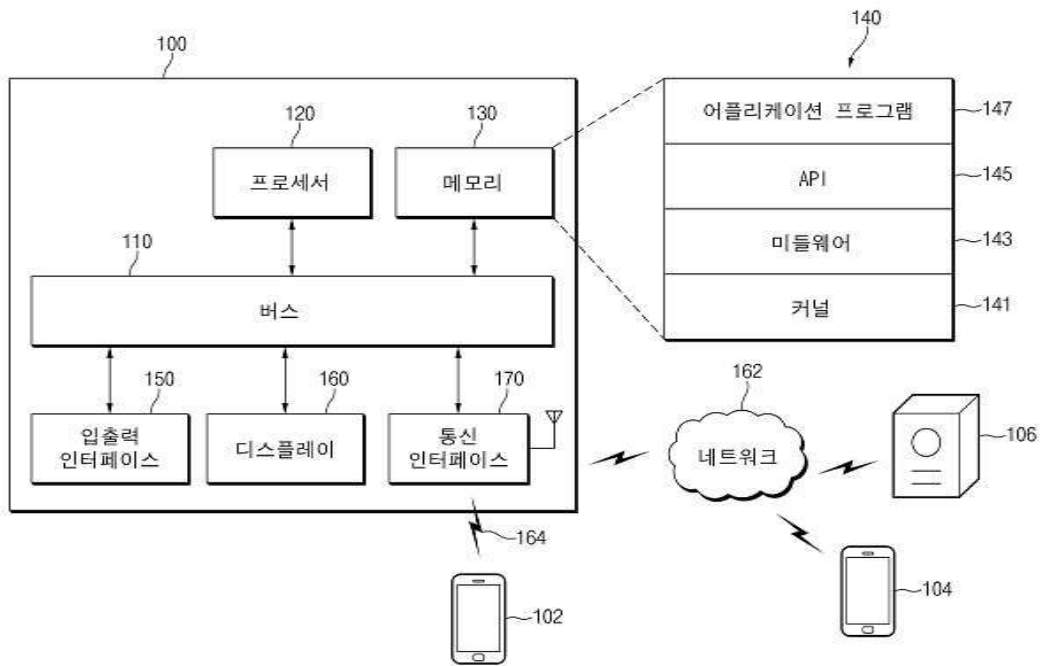 100
140
120
130
어플리케이션 프로그램
147
프로세서
메모리
API
145
미들웨어
143
110
버스
커널
141
150
160
170
162
입출력
인터페이스
디스플레이
통신
인터페이스
네트워크
106
164
102
104